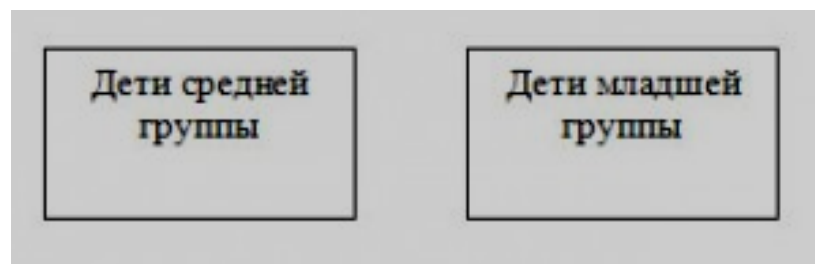 Дети средней
группы
Дети младшей
группы